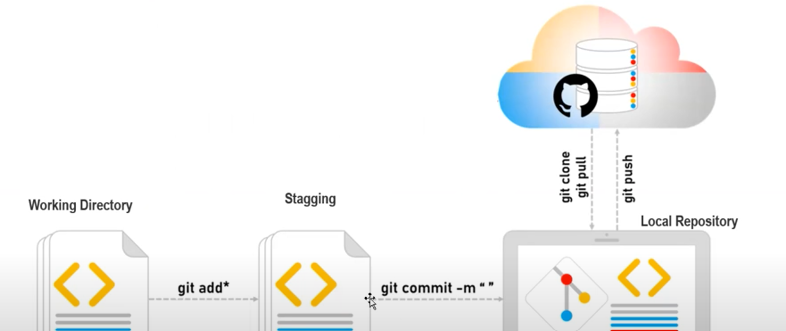 git clone
git pull
git push
Working Directory
Stagging
Local Repository
git add*
git commit -m “ ”